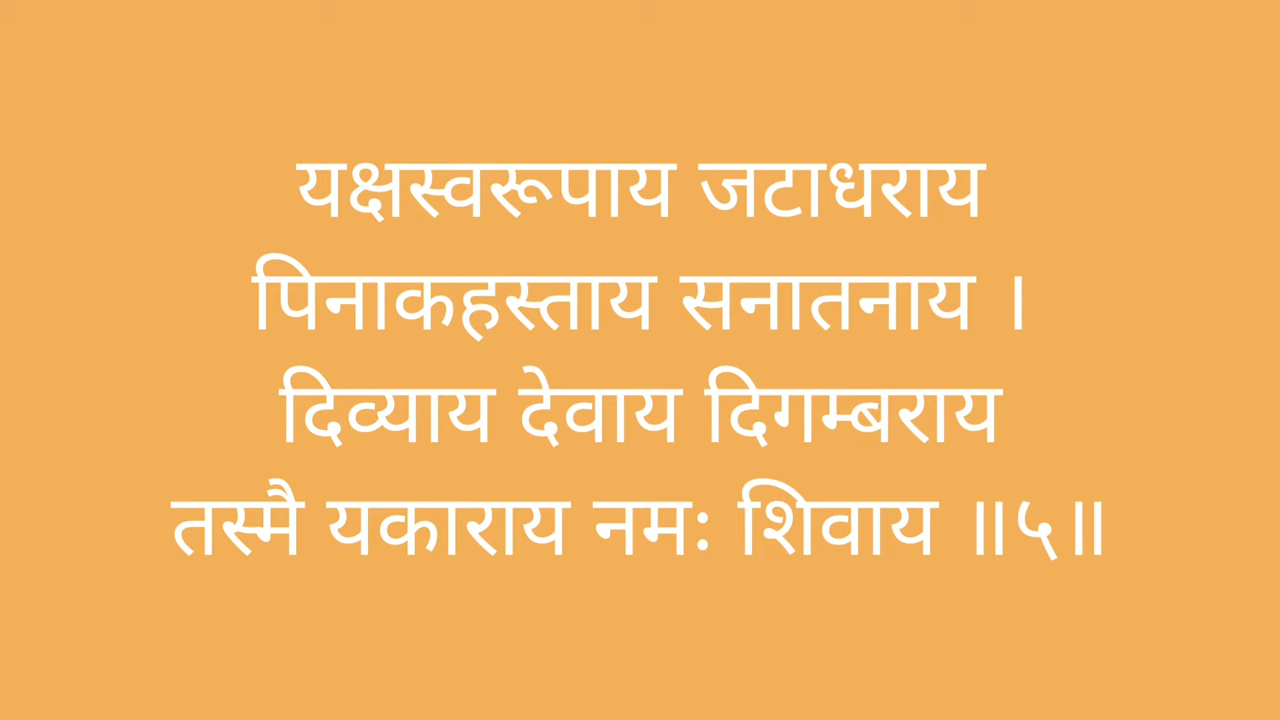 यक्षस्वरूपाय जटाधराय
पिनाकहस्ताय सनातनाय ।
दिव्याय देवाय दिगम्बराय
तस्मै यकाराय नमः शिवाय ॥५॥